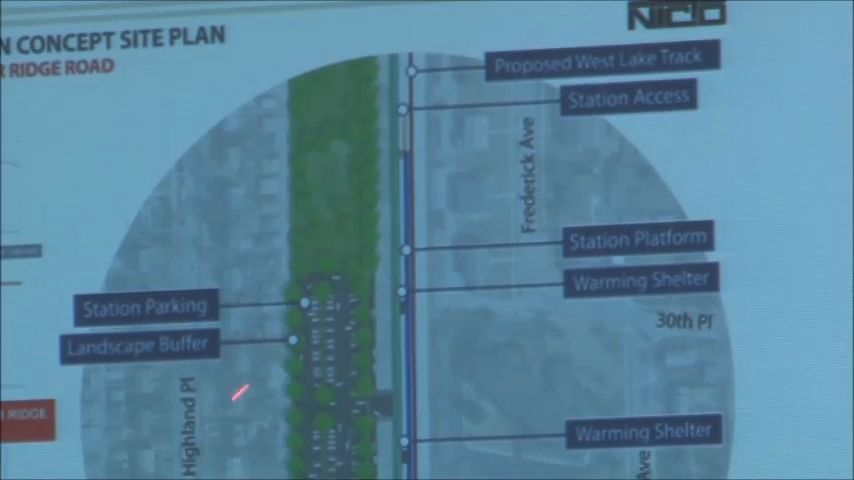 N CONCEPT SITE PLAN
R RIDGE ROAD
NICTD
Proposed West Lake Track
Station Access
Frederick Ave
Station Platform
Warming Shelter
Station Parking
30th Pl
Landscape Buffer
Highland Pl
RIDGE
Warming Shelter
Ave